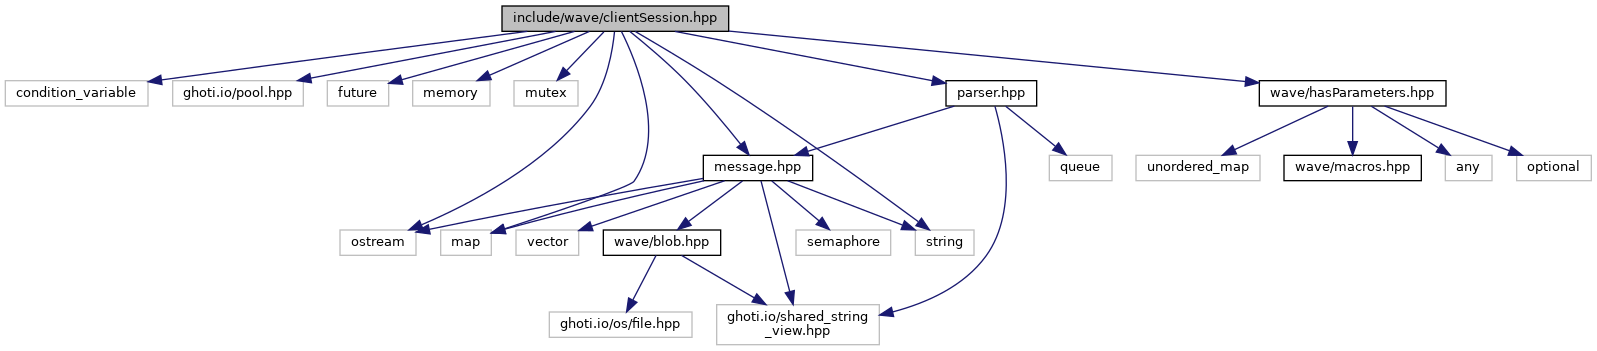 include/wave/clientSession.hpp
condition_variable
ghoti.io/pool.hpp
future
memory
mutex
parser.hpp
wave/hasParameters.hpp
message.hpp
queue
unordered_map
wave/macros.hpp
any
optional
ostream
map
vector
wave/blob.hpp
semaphore
string
ghoti.io/os/file.hpp
ghoti.io/shared_string
_view.hpp